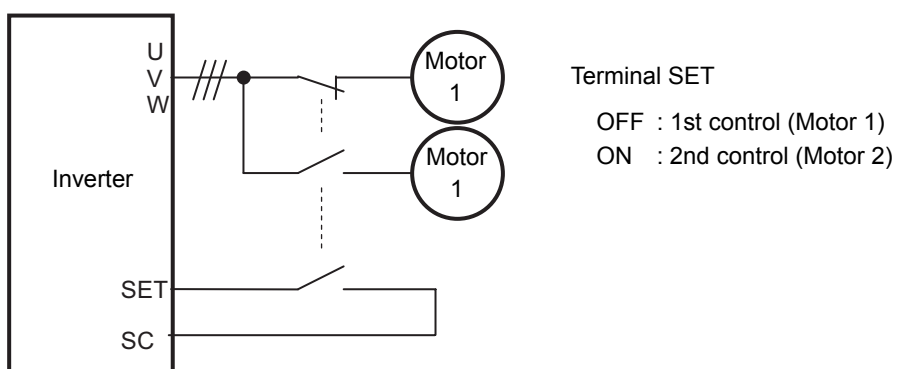 U
V
W
Motor
1
Terminal SET
OFF : 1st control (Motor 1)
ON : 2nd control (Motor 2)
Motor
1
Inverter
SET
SC